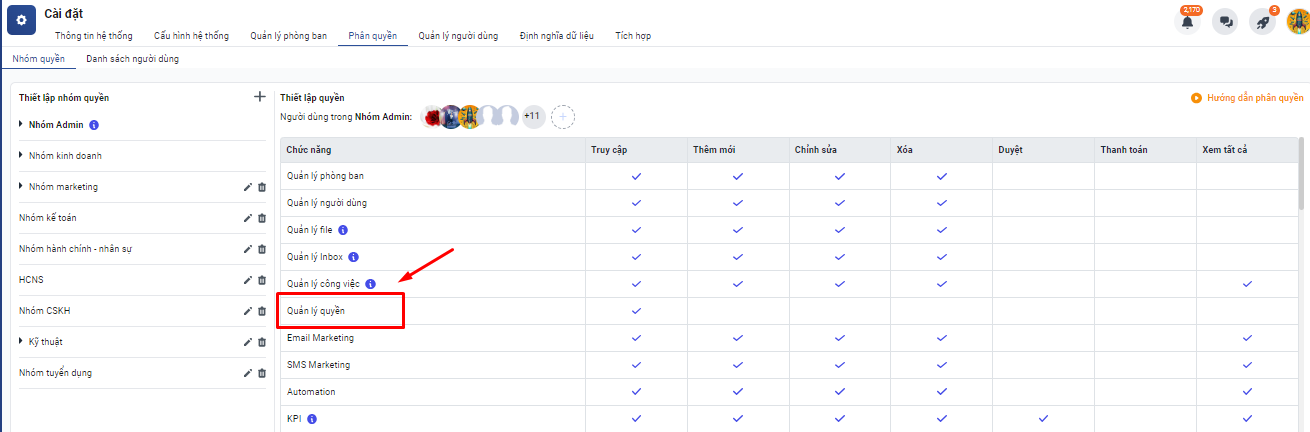 Cài đặt
2,170
3
Thông tin hệ thống Cấu hình hệ thống Quản lý phòng ban Phân quyền Quản lý người dùng Định nghĩa dữ liệu Tích hợp
Nhóm quyền Danh sách người dùng
Thiết lập nhóm quyền
Nhóm Admin
Nhóm kinh doanh
Nhóm marketing
Nhóm kế toán
Nhóm hành chính - nhân sự
HCNS
Nhóm CSKH
Kỹ thuật
Nhóm tuyển dụng
Thiết lập quyền
Hướng dẫn phân quyền
Người dùng trong Nhóm Admin: +11
Chức năng Truy cập Thêm mới Chỉnh sửa Xóa Duyệt Thanh toán Xem tất cả
Quản lý phòng ban
Quản lý người dùng
Quản lý file
Quản lý Inbox
Quản lý công việc
Quản lý quyền
Email Marketing
SMS Marketing
Automation
KPI